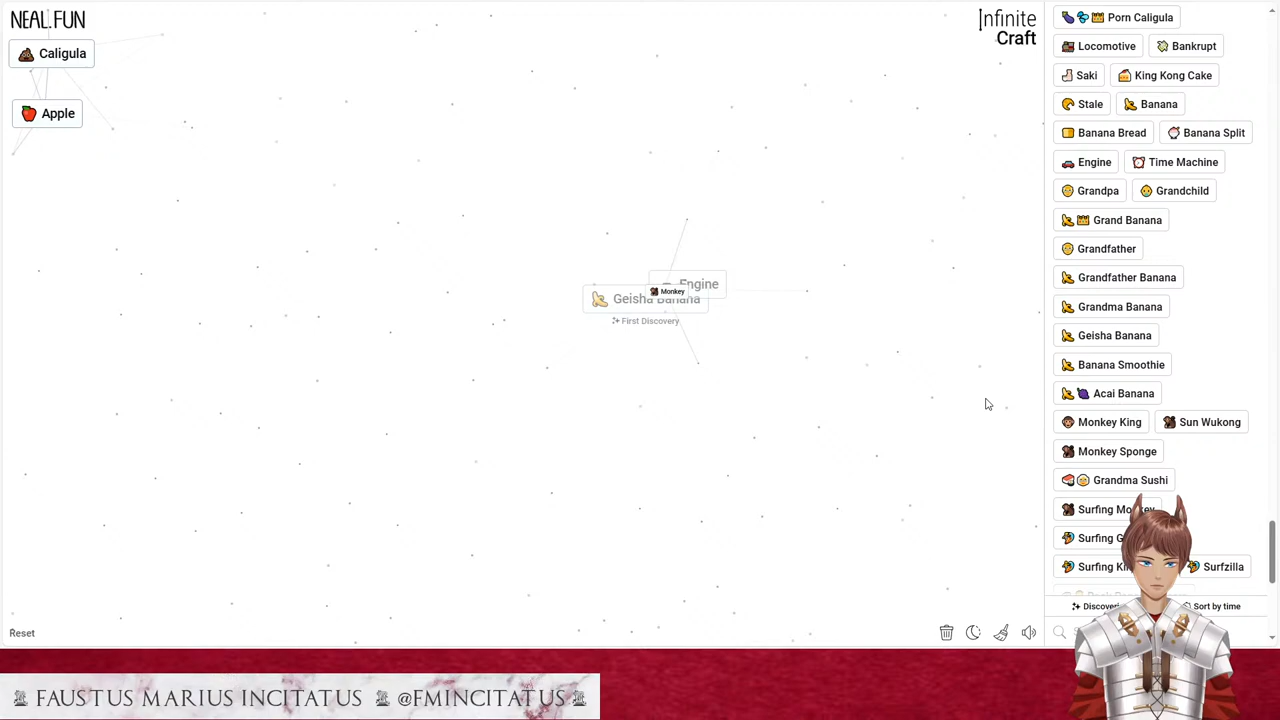 NEAL.FUN
Infinite
Craft
Caligula
Apple
Engine
Monkey
Geisha Banana
First Discovery
Porn Caligula
Locomotive
Bankrupt
Saki
King Kong Cake
Stale
Banana
Banana Bread
Banana Split
Engine
Time Machine
Grandpa
Grandchild
Grand Banana
Grandfather
Grandfather Banana
Grandma Banana
Geisha Banana
Banana Smoothie
Acai Banana
Monkey King
Sun Wukong
Monkey Sponge
Grandma Sushi
Surfing
Surfing
Surfing
Surfzilla
Sort by time
Reset
FAUSTUS MARIUS INCITATUS @FMINCITATUS